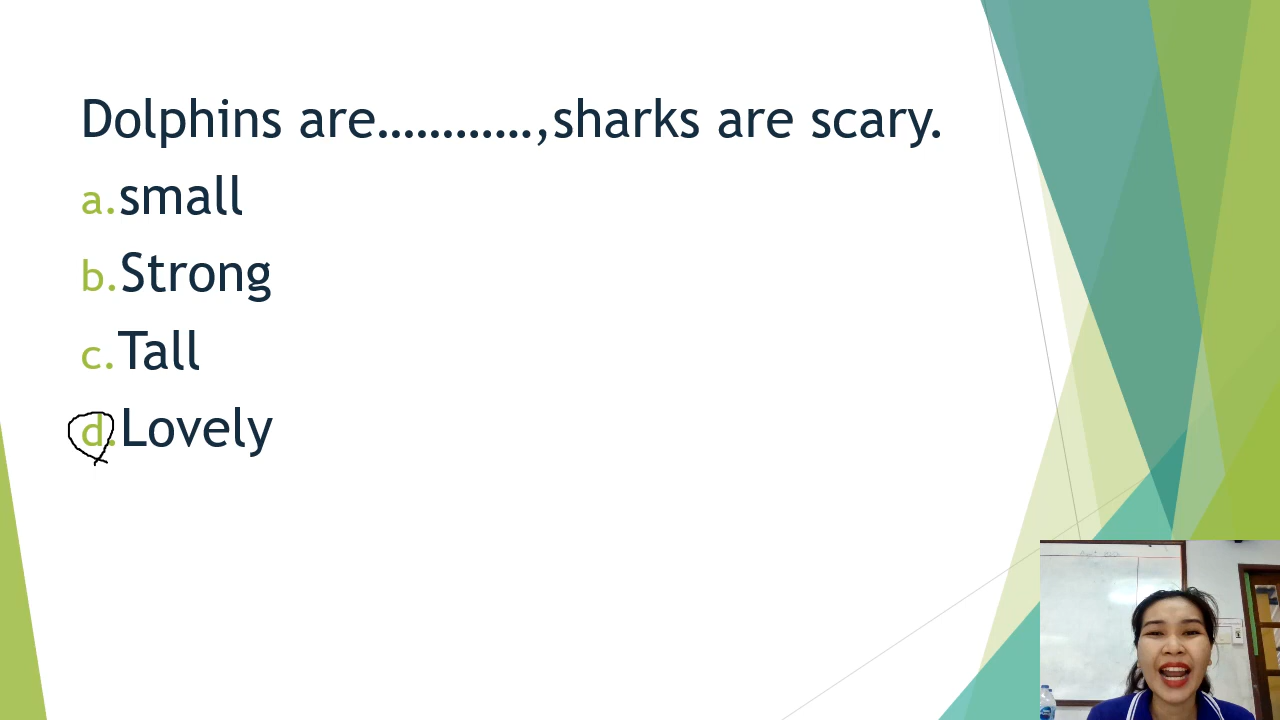 Dolphins are............,sharks are scary.
a.small
b.Strong
c.Tall
d.Lovely